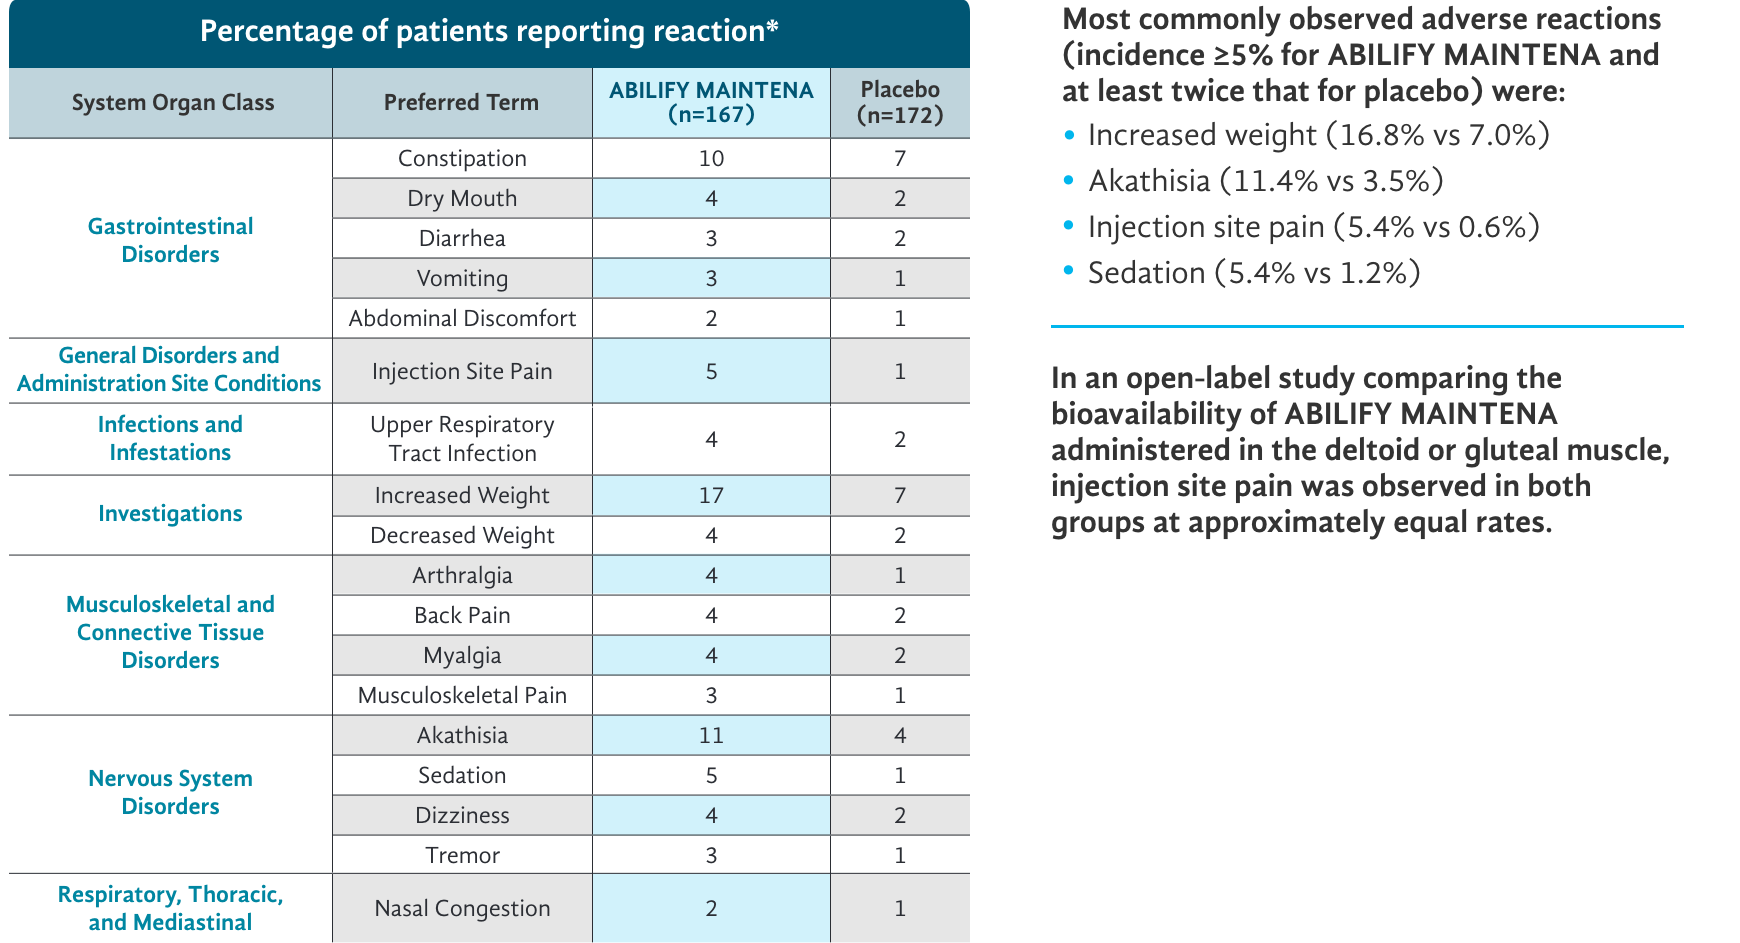 Percentage of patients reporting reaction*
System Organ Class Preferred Term ABILIFY MAINTENA (n=167) Placebo (n=172)
Gastrointestinal Disorders
Constipation 10 7
Dry Mouth 4 2
Diarrhea 3 2
Vomiting 3 1
Abdominal Discomfort 2 1
General Disorders and Administration Site Conditions
Injection Site Pain 5 1
Infections and Infestations
Upper Respiratory Tract Infection 4 2
Investigations
Increased Weight 17 7
Decreased Weight 4 2
Musculoskeletal and Connective Tissue Disorders
Arthralgia 4 1
Back Pain 4 2
Myalgia 4 2
Musculoskeletal Pain 3 1
Nervous System Disorders
Akathisia 11 4
Sedation 5 1
Dizziness 4 2
Tremor 3 1
Respiratory, Thoracic, and Mediastinal
Nasal Congestion 2 1
Most commonly observed adverse reactions
(incidence ≥5% for ABILIFY MAINTENA and
at least twice that for placebo) were:
• Increased weight (16.8% vs 7.0%)
• Akathisia (11.4% vs 3.5%)
• Injection site pain (5.4% vs 0.6%)
• Sedation (5.4% vs 1.2%)
In an open-label study comparing the
bioavailability of ABILIFY MAINTENA
administered in the deltoid or gluteal muscle,
injection site pain was observed in both
groups at approximately equal rates.